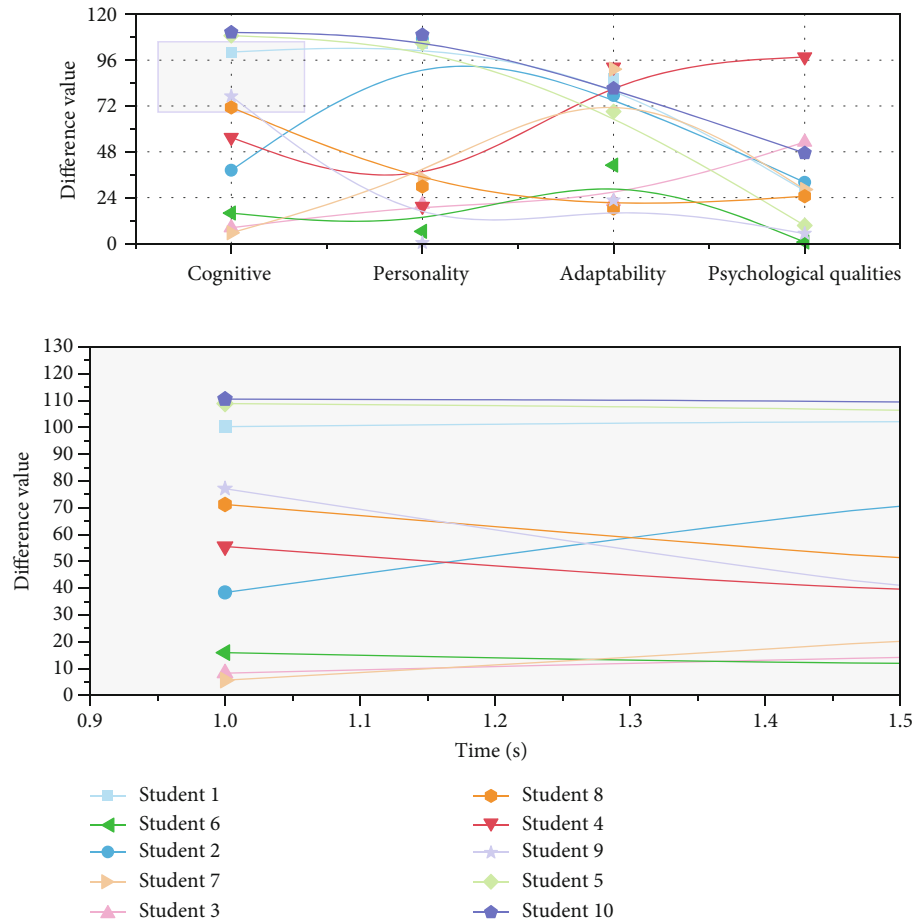 120
96
72
48
24
0
Difference value
Cognitive Personality Adaptability Psychological qualities
130
120
110
100
90
80
70
60
50
40
30
20
10
0
Difference value
0.9 1.0 1.1 1.2 1.3 1.4 1.5
Time (s)
Student 1
Student 6
Student 2
Student 7
Student 3
Student 8
Student 4
Student 9
Student 5
Student 10